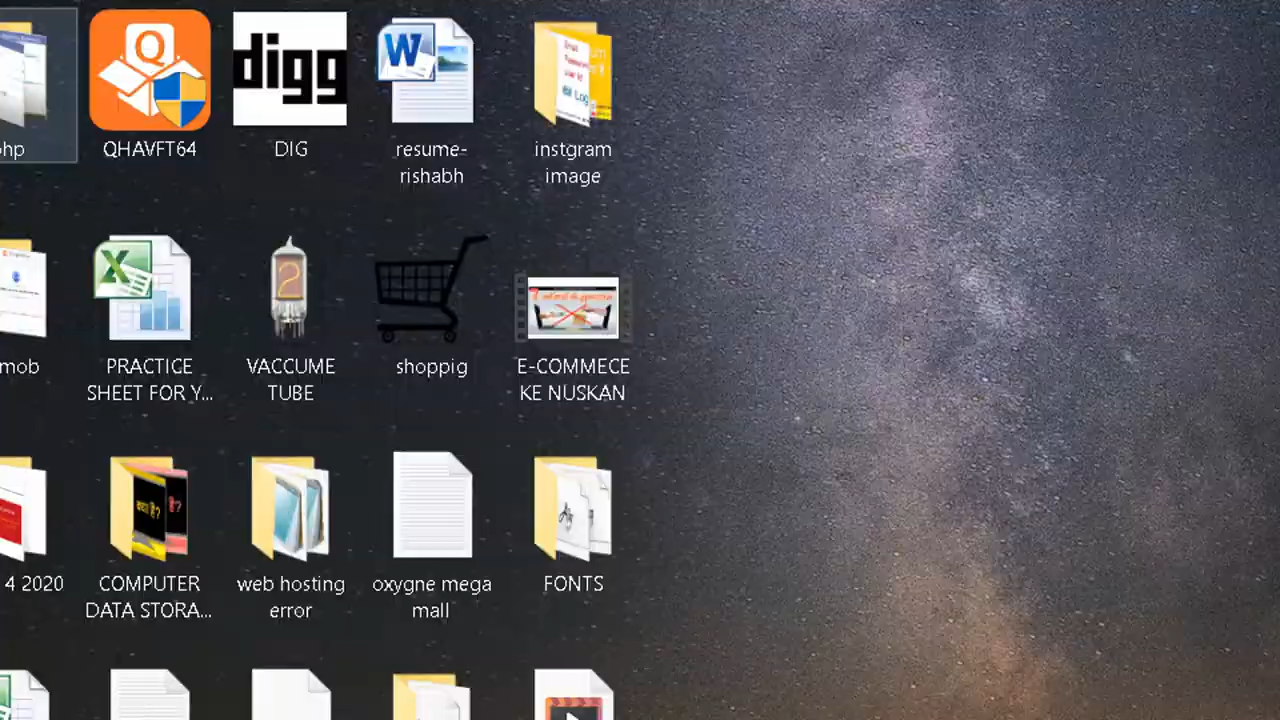 hp
QHAVFT64
digg
DIG
W
resume-
rishabh
instgram
image
mob
X
PRACTICE
SHEET FOR Y...
VACCUME
TUBE
shoppig
E-COMMECE
KE NUSKAN
4 2020
COMPUTER
DATA STORA...
web hosting
error
oxygne mega
mall
FONTS